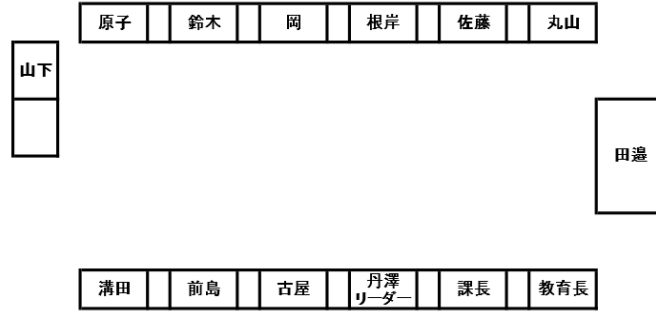 原子 鈴木 岡 根岸 佐藤 丸山
山下
田邉
溝田 前島 古屋 丹澤リーダー 課長 教育長